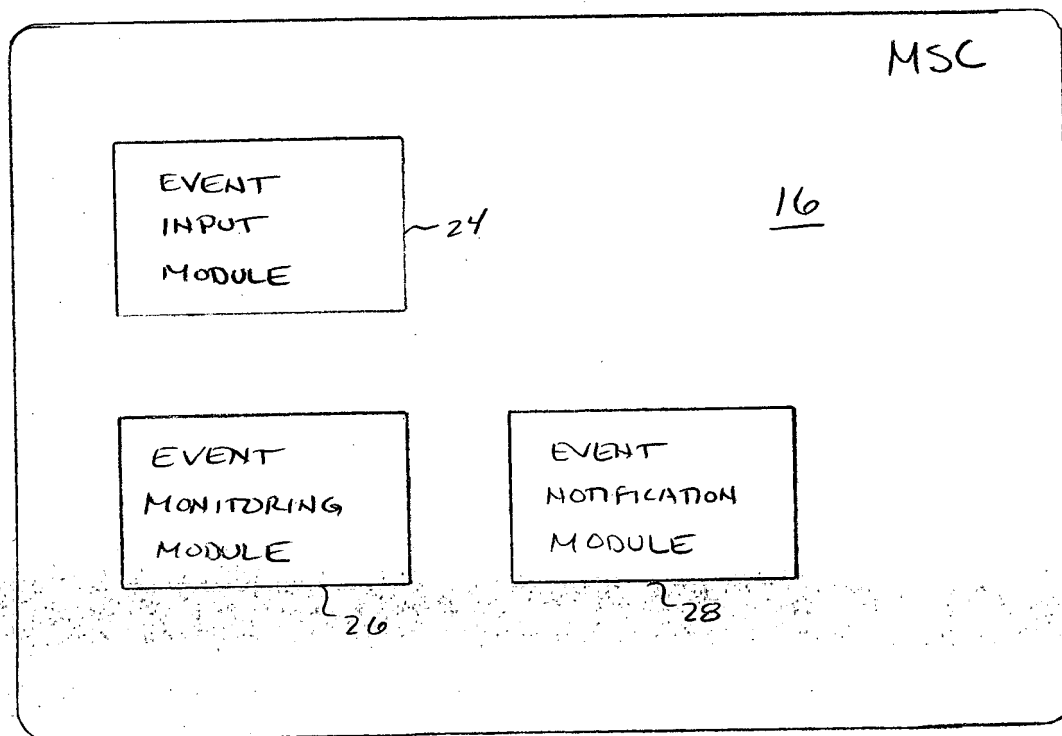 MSC
EVENT
INPUT
MODULE
24
16
EVENT
MONITORING
MODULE
26
EVENT
NOTIFICATION
MODULE
28